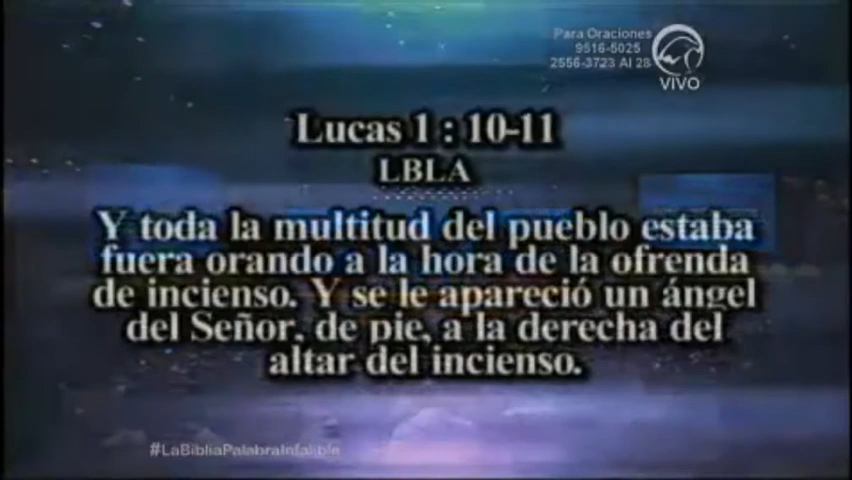 Para Oraciones
9516-5025
2556-3723 Al 28
VIVO
Lucas 1 : 10-11
LBLA
Y toda la multitud del pueblo estaba
fuera orando a la hora de la ofrenda
de incienso. Y se le apareció un ángel
del Señor, de pie, a la derecha del
altar del incienso.
#LaBibliaPalabraInfalible